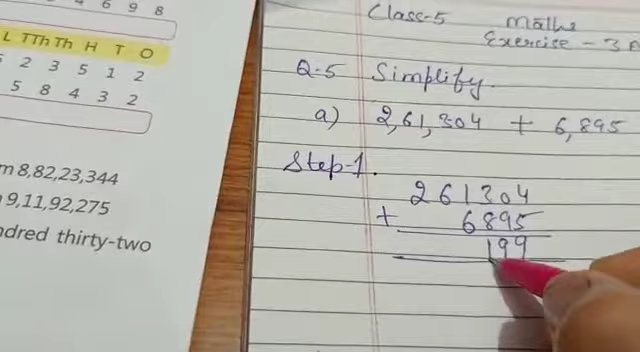 6 9 8
L TTh Th H T O
2 3 5 1 2
5 8 4 3 2
8,82,23,344
9,11,92,275
thirty-two
Class-5 Maths
Exercise - 3
Q.5 Simplify.
a) 2,61,304 + 6,895
Step-1.
261304
+ 6895
199